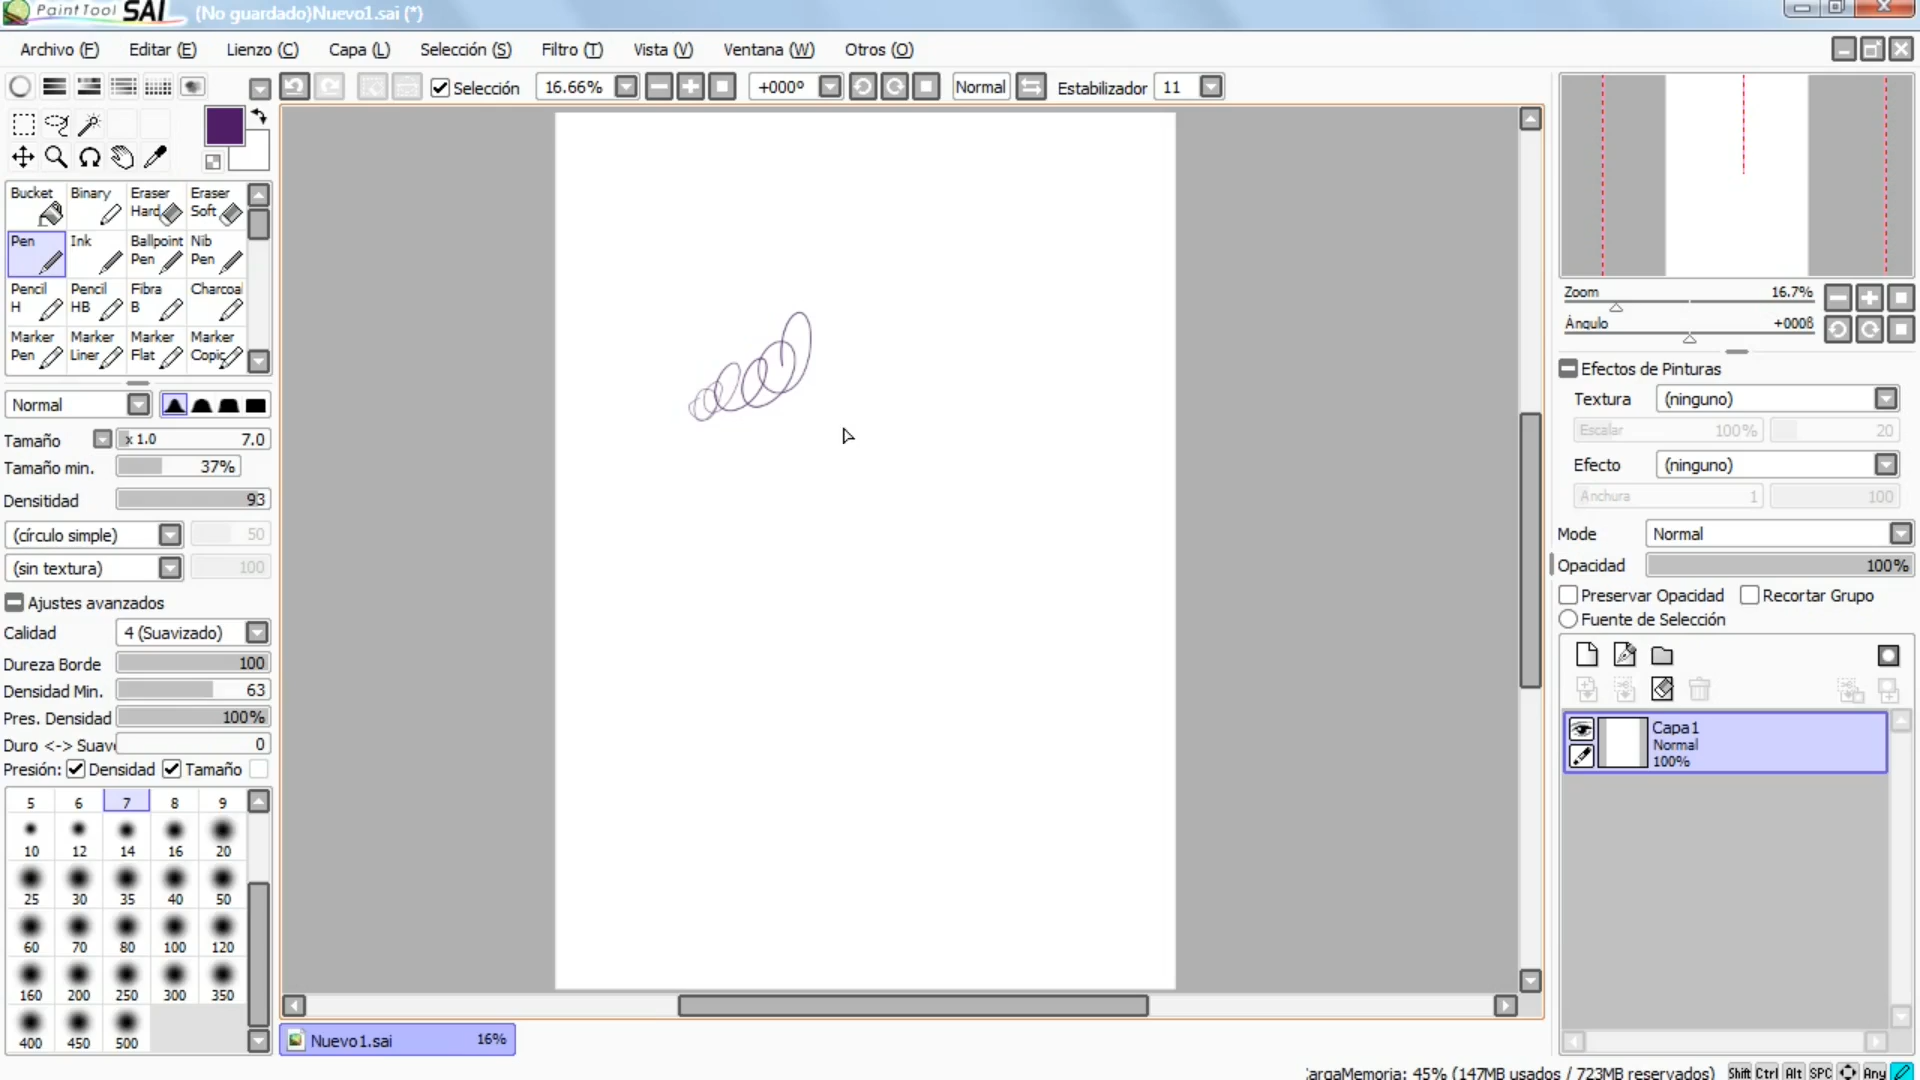 PaintTool SAI (No guardado)Nuevo1.sai (*)
Archivo (F) Editar (E) Lienzo (C) Capa (L) Selección (S) Filtro (T) Vista (V) Ventana (W) Otros (O)
Selección 16.66% +000º Normal Estabilizador 11
Bucket Binary Eraser Hard Eraser Soft
Pen Ink Ballpoint Pen Nib Pen
Pencil H Pencil HB Fibra B Charcoal
Marker Pen Marker Liner Marker Flat Marker Copic
Normal
Tamaño x 1.0 7.0
Tamaño min. 37%
Densitidad 93
(círculo simple) 50
(sin textura) 100
Ajustes avanzados
Calidad 4 (Suavizado)
Dureza Borde 100
Densidad Min. 63
Pres. Densidad 100%
Duro <-> Suav 0
Presión: Densidad Tamaño
5 6 7 8 9
10 12 14 16 20
25 30 35 40 50
60 70 80 100 120
160 200 250 300 350
400 450 500
Nuevo1.sai 16%
Zoom 16.7%
Ángulo +000ß
Efectos de Pinturas
Textura (ninguno)
Escalar 100% 20
Efecto (ninguno)
Anchura 1 100
Mode Normal
Opacidad 100%
Preservar Opacidad Recortar Grupo
Fuente de Selección
Capa1
Normal
100%
CargaMemoria: 45% (147MB usados / 723MB reservados) Shift Ctrl Alt SPC Any